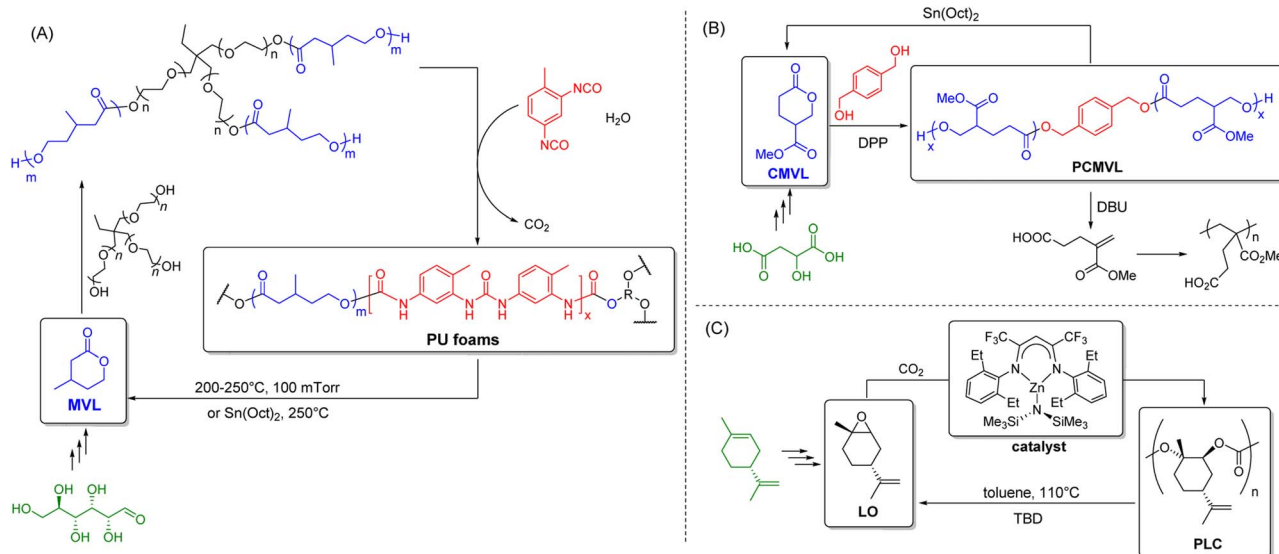 (A)
O
O
H
n
O
m
O
O
n
O
O
O
O
n
O
n
O
O
H
m
O
H
O
m
NCO
NCO
H₂O
CO₂
OH
O
n
O
O
n
O
OH
n
OH
O
O
MVL
O
O
O
m
O
N
H
O
N
H
N
H
N
H
x
O
O
R
O
O
PU foams
200-250°C, 100 mTorr
or Sn(Oct)₂, 250°C
OH
OH
HO
O
OH
OH
(B)
Sn(Oct)₂
OH
OH
O
O
MeO
O
CMVL
DPP
MeO
O
H
O
x
O
O
O
O
O
H
x
O
OMe
PCMVL
O
HO
OH
O
OH
DBU
HOOC
O
OMe
n
CO₂Me
HO₂C
(C)
CO₂
F₃C
CF₃
Et
Et
N
N
Zn
Et
Et
N
Me₃Si
SiMe₃
catalyst
O
LO
toluene, 110°C
TBD
O
O
O
n
PLC